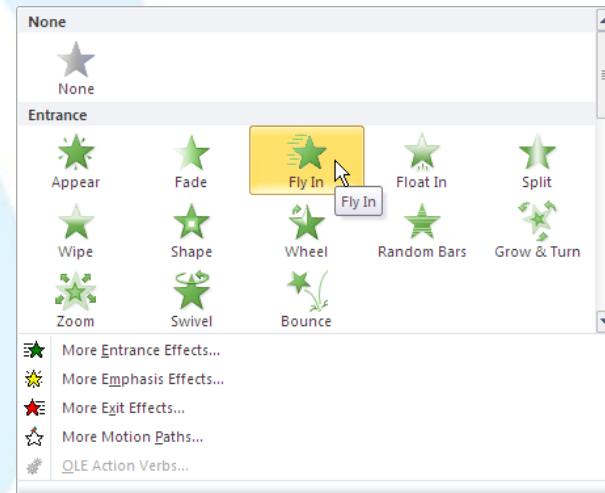 None
None
Entrance
Appear Fade Fly In Float In Split
Fly In
Wipe Shape Wheel Random Bars Grow & Turn
Zoom Swivel Bounce
More Entrance Effects...
More Emphasis Effects...
More Exit Effects...
More Motion Paths...
OLE Action Verbs...